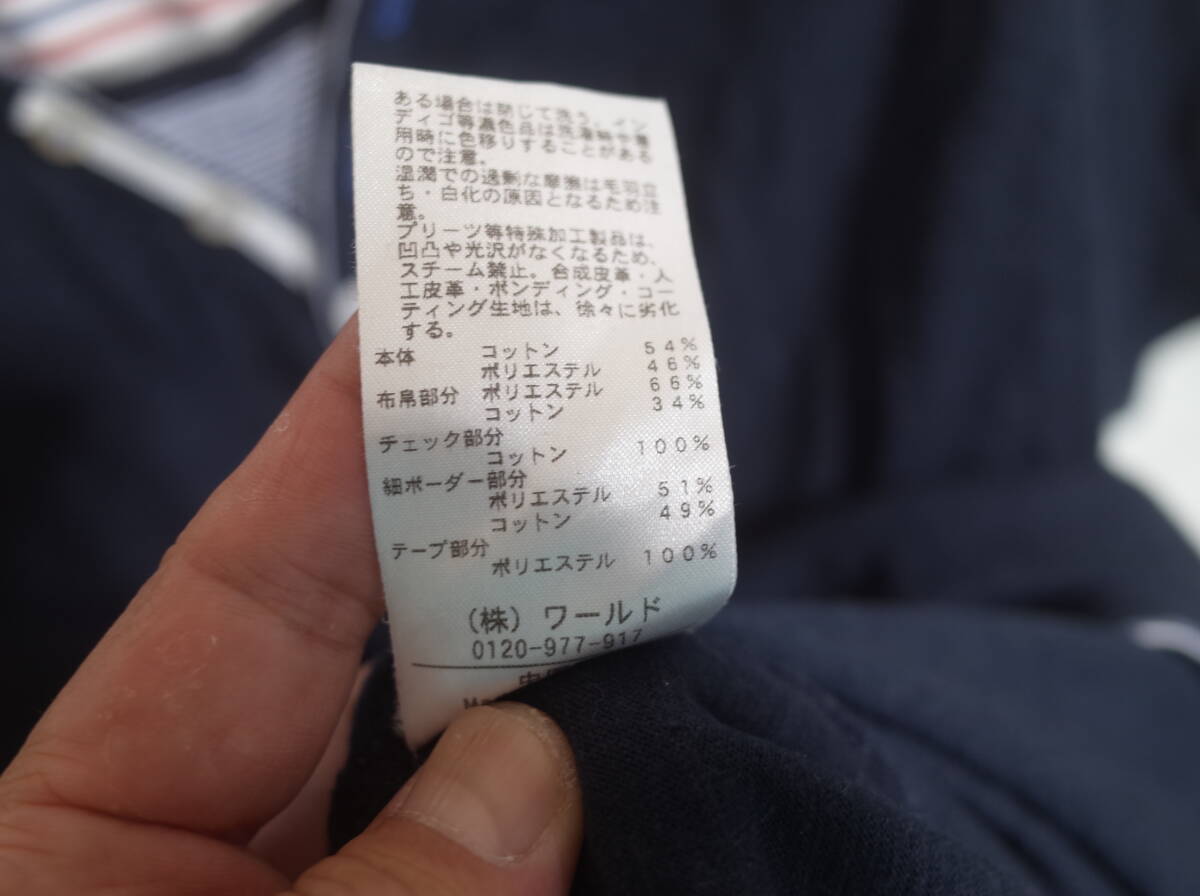 ある場合は閉じて洗う。イン
ディゴ等濃色品は洗濯時や着
用時に色移りすることがある
ので注意。
湿潤での過剰な摩擦は毛羽立
ち・白化の原因となるため注
意。
プリーツ等特殊加工製品は、
凹凸や光沢がなくなるため、
スチーム禁止。合成皮革・人
工皮革・ボンディング・コー
ティング生地は、徐々に劣化
する。
本体 コットン 54%
ポリエステル 46%
布帛部分 ポリエステル 66%
コットン 34%
チェック部分
コットン 100%
細ボーダー部分
ポリエステル 51%
コットン 49%
テープ部分
ポリエステル 100%
(株)ワールド
0120-977-917